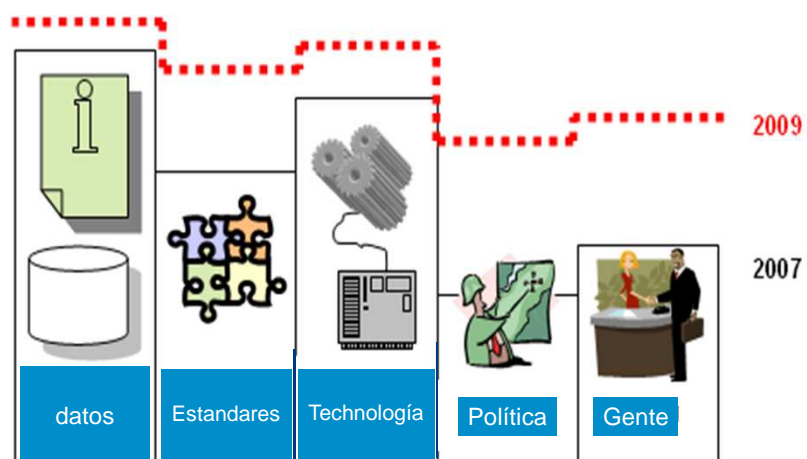 2009
2007
datos
Estandares
Technología
Política
Gente